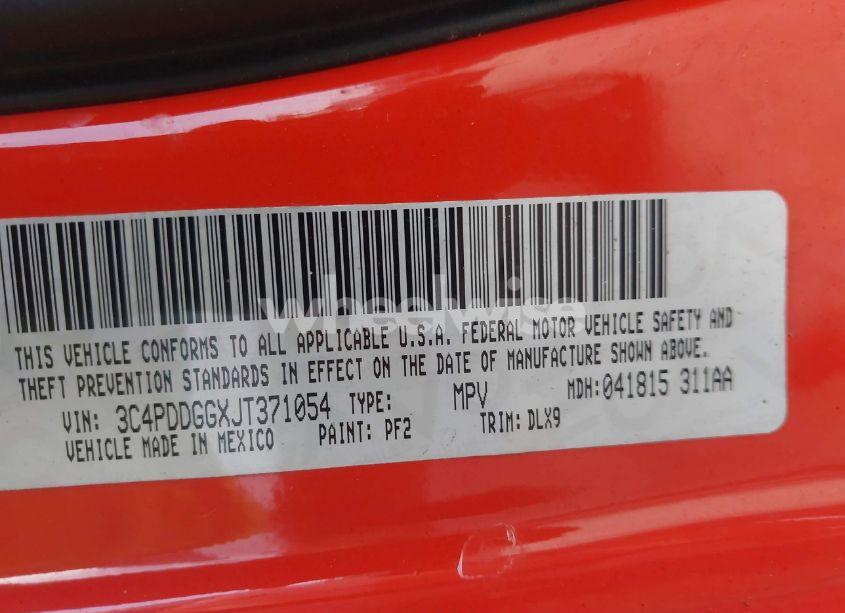 wheelwise
THIS VEHICLE CONFORMS TO ALL APPLICABLE U.S.A. FEDERAL MOTOR VEHICLE SAFETY AND
THEFT PREVENTION STANDARDS IN EFFECT ON THE DATE OF MANUFACTURE SHOWN ABOVE.
VIN: 3C4PDDGGXJT371054 TYPE: MPV MDH:041815 311AA
VEHICLE MADE IN MEXICO PAINT: PF2 TRIM:DLX9